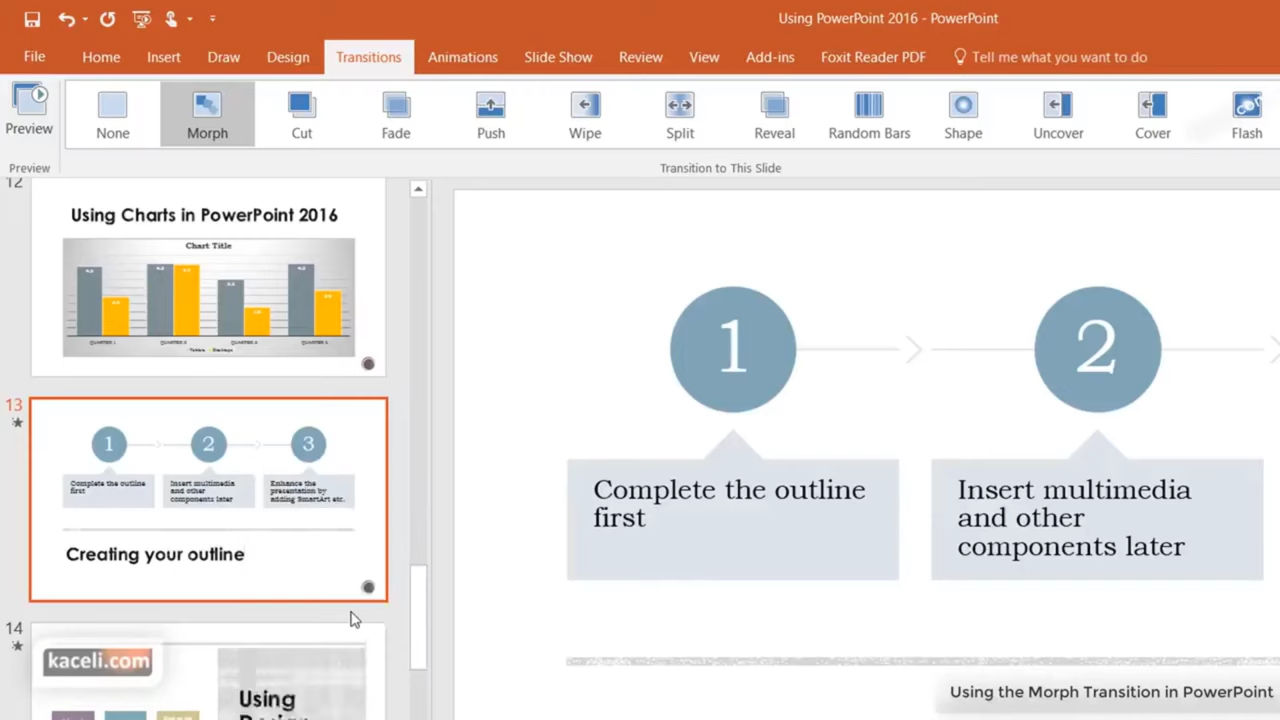 Using PowerPoint 2016 - PowerPoint
File Home Insert Draw Design Transitions Animations Slide Show Review View Add-ins Foxit Reader PDF Tell me what you want to do
Preview None Morph Cut Fade Push Wipe Split Reveal Random Bars Shape Uncover Cover Flash
Preview Transition to This Slide
12
Using Charts in PowerPoint 2016
Chart Title
QUARTER 1
13
1 2 3
Complete the outline
first
Insert multimedia
and other
components later
Enhance the
presentation by
adding SmartArt etc.
Creating your outline
14
kaceli.com
Using
1
2
Complete the outline
first
Insert multimedia
and other
components later
Using the Morph Transition in PowerPoint